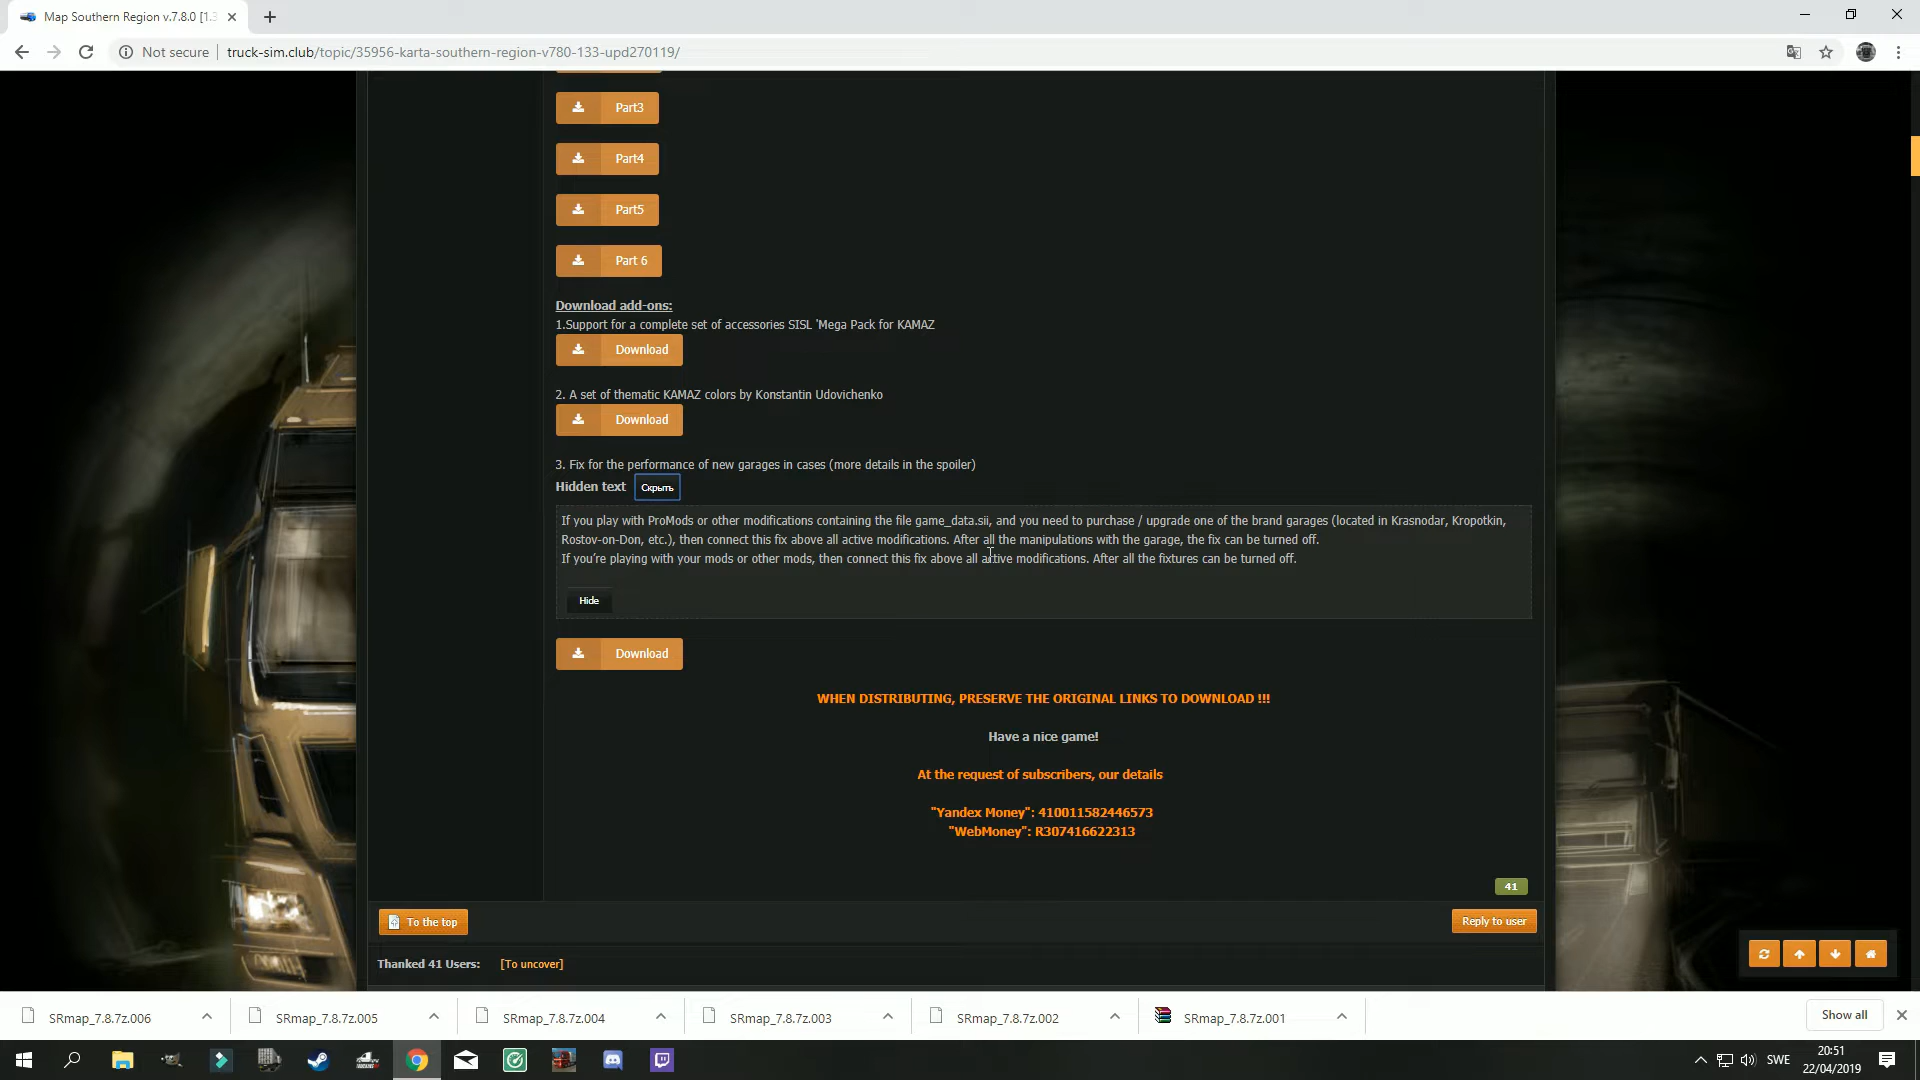 Map Southern Region v.7.8.0 [1.3
Not secure
truck-sim.club/topic/35956-karta-southern-region-v780-133-upd270119/
Part3
Part4
Part5
Part 6
Download add-ons:
1.Support for a complete set of accessories SISL 'Mega Pack for KAMAZ
Download
2. A set of thematic KAMAZ colors by Konstantin Udovichenko
Download
3. Fix for the performance of new garages in cases (more details in the spoiler)
Hidden text Скрыть
If you play with ProMods or other modifications containing the file game_data.sii, and you need to purchase / upgrade one of the brand garages (located in Krasnodar, Kropotkin,
Rostov-on-Don, etc.), then connect this fix above all active modifications. After all the manipulations with the garage, the fix can be turned off.
If you're playing with your mods or other mods, then connect this fix above all active modifications. After all the fixtures can be turned off.
Hide
Download
WHEN DISTRIBUTING, PRESERVE THE ORIGINAL LINKS TO DOWNLOAD !!!
Have a nice game!
At the request of subscribers, our details
"Yandex Money": 410011582446573
"WebMoney": R307416622313
41
To the top
Reply to user
Thanked 41 Users: [To uncover]
SRmap_7.8.7z.006
SRmap_7.8.7z.005
SRmap_7.8.7z.004
SRmap_7.8.7z.003
SRmap_7.8.7z.002
SRmap_7.8.7z.001
Show all
SWE
20:51
22/04/2019